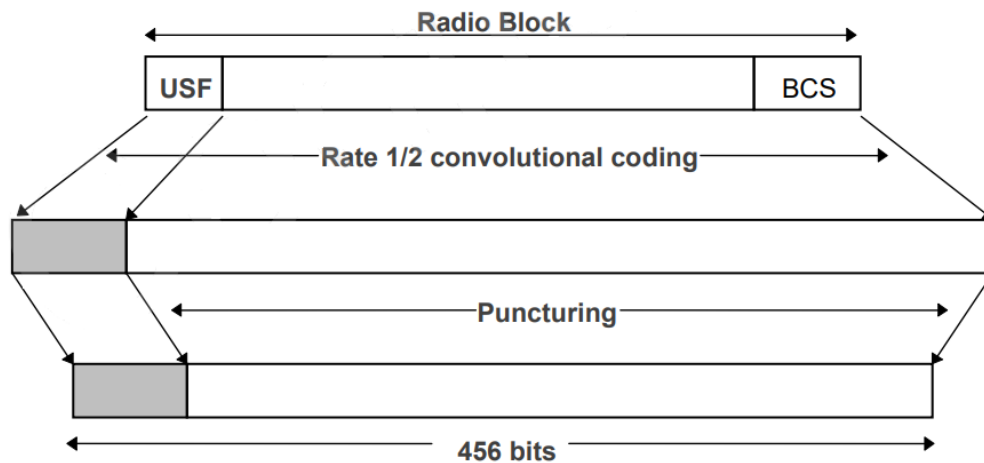 Radio Block
USF
BCS
Rate 1/2 convolutional coding
Puncturing
456 bits